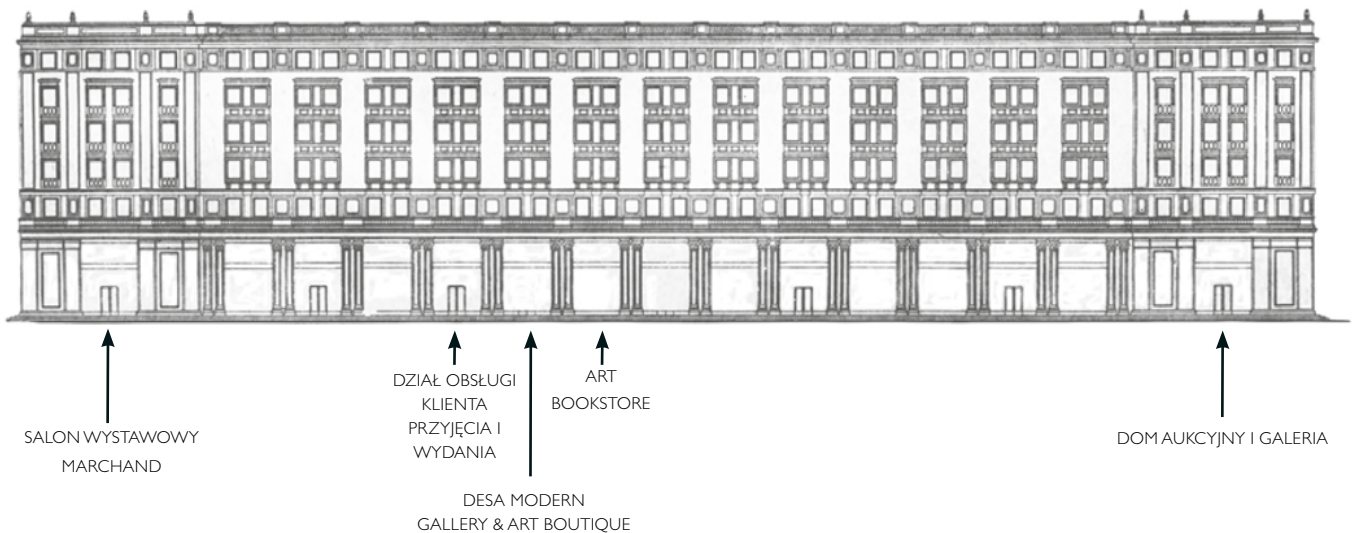 SALON WYSTAWOWY
MARCHAND
DZIAŁ OBSŁUGI
KLIENTA
PRZYJĘCIA I
WYDANIA
DESA MODERN
GALLERY & ART BOUTIQUE
ART
BOOKSTORE
DOM AUKCYJNY I GALERIA